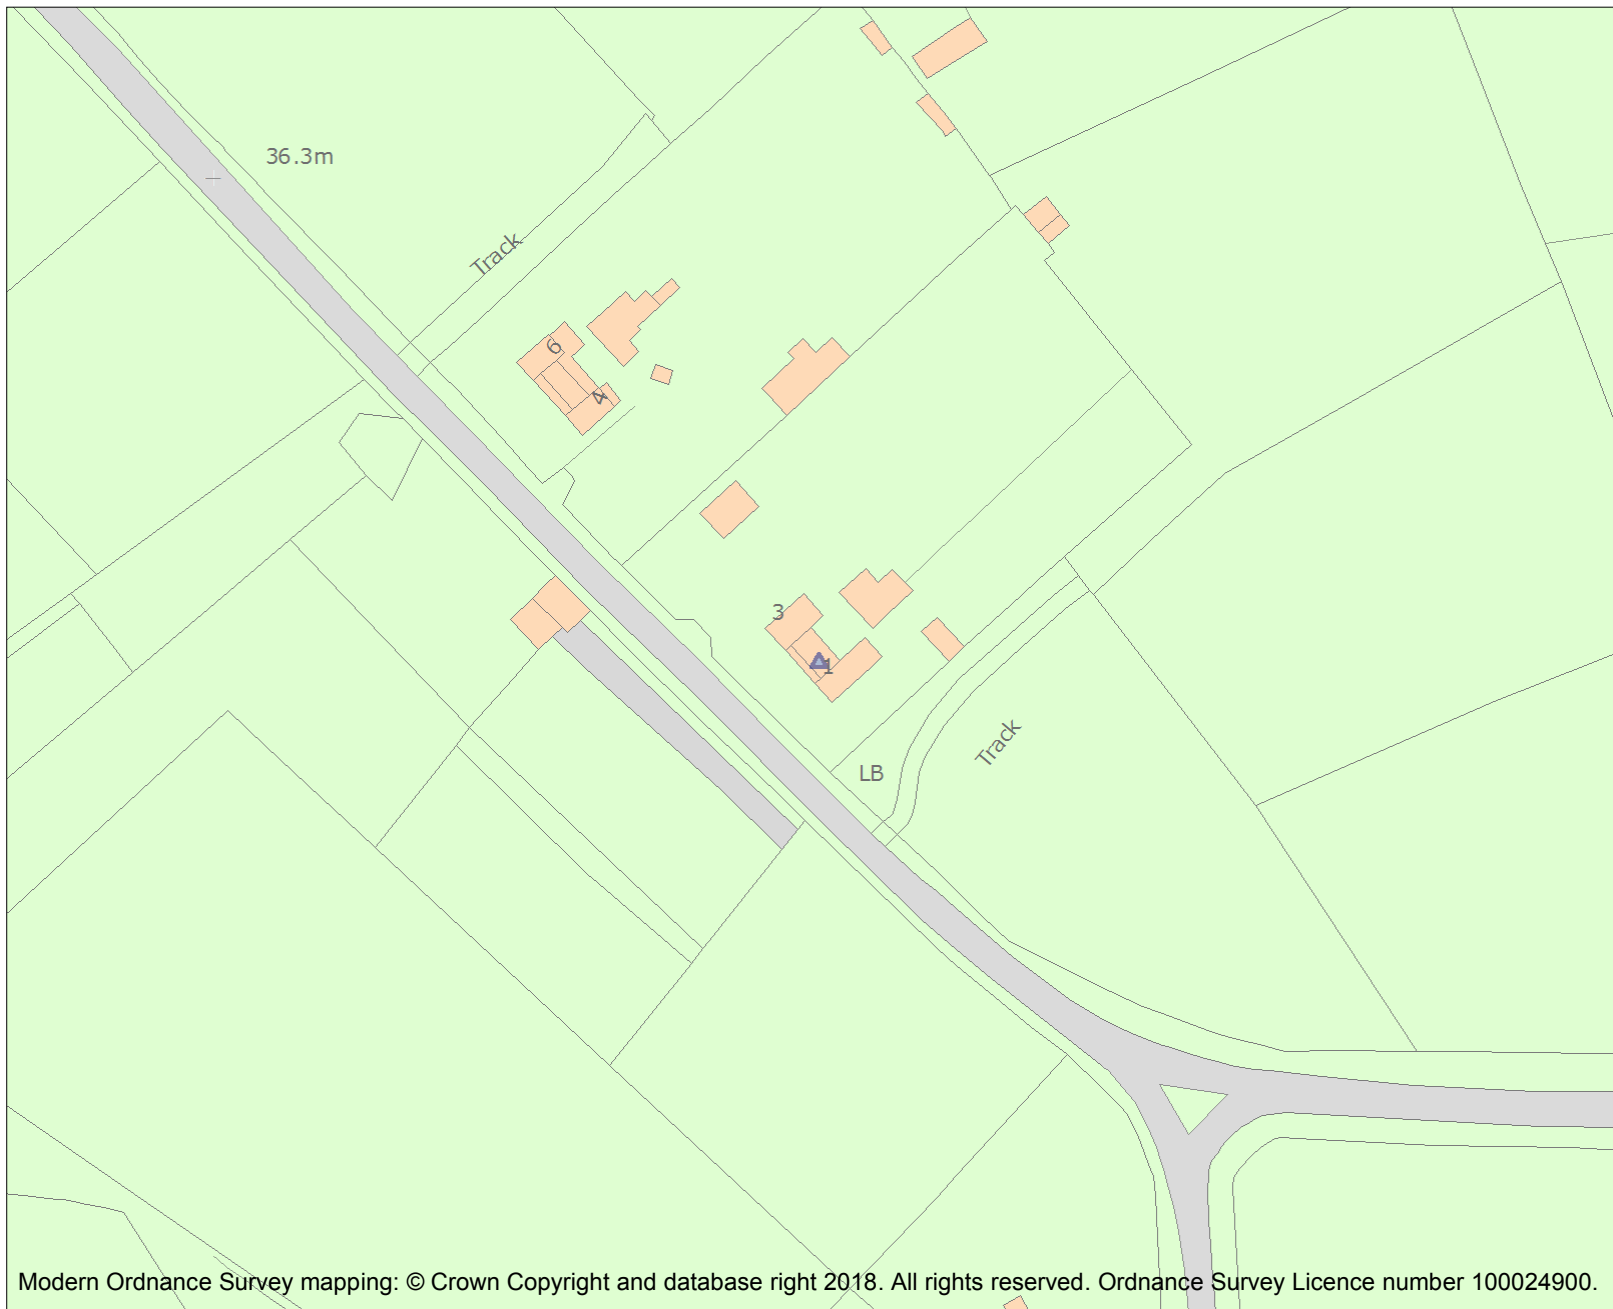 36.3m
Track
6
4
3
1
Track
LB
Modern Ordnance Survey mapping: © Crown Copyright and database right 2018. All rights reserved. Ordnance Survey Licence number 100024900.